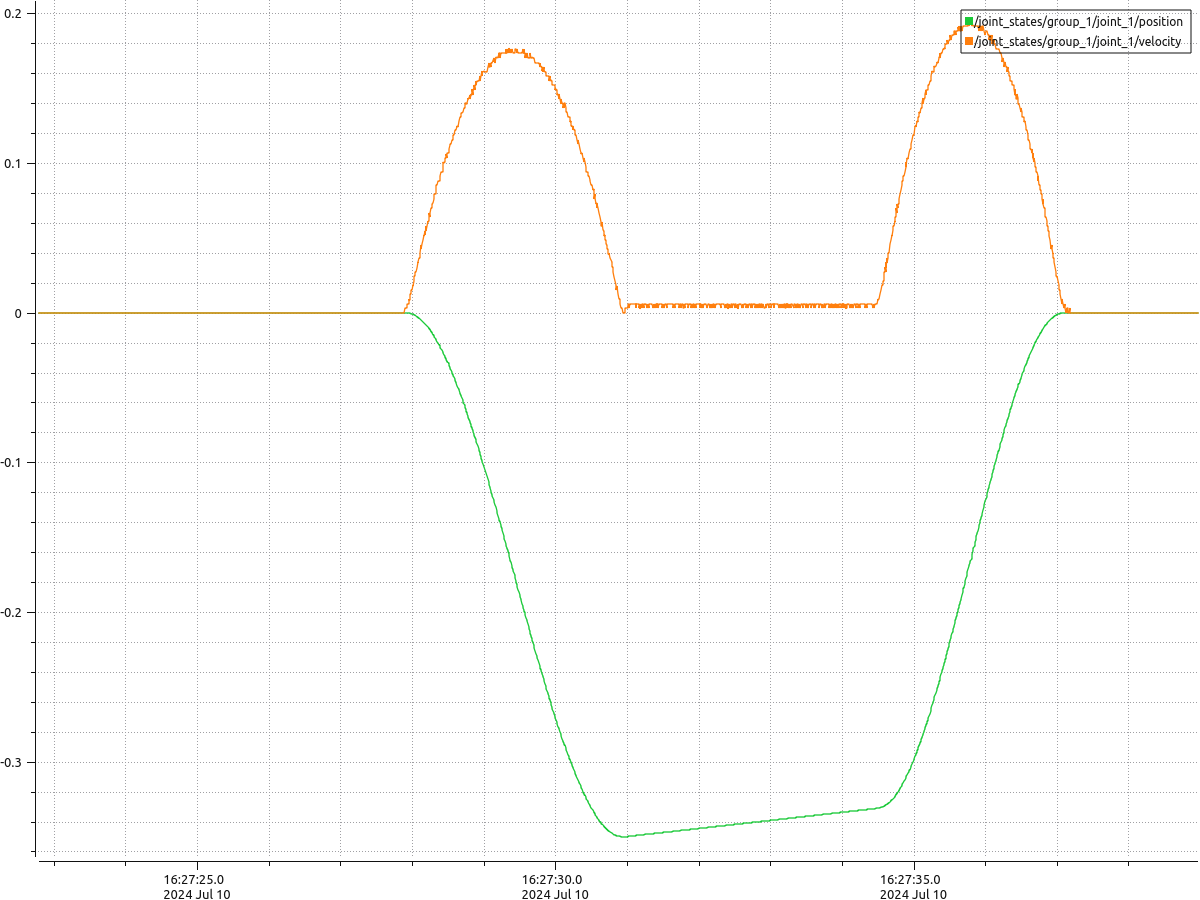 0.2
/joint_states/group_1/joint_1/position
/joint_states/group_1/joint_1/velocity
0.1
0
-0.1
-0.2
-0.3
16:27:25.0
2024 Jul 10
16:27:30.0
2024 Jul 10
16:27:35.0
2024 Jul 10